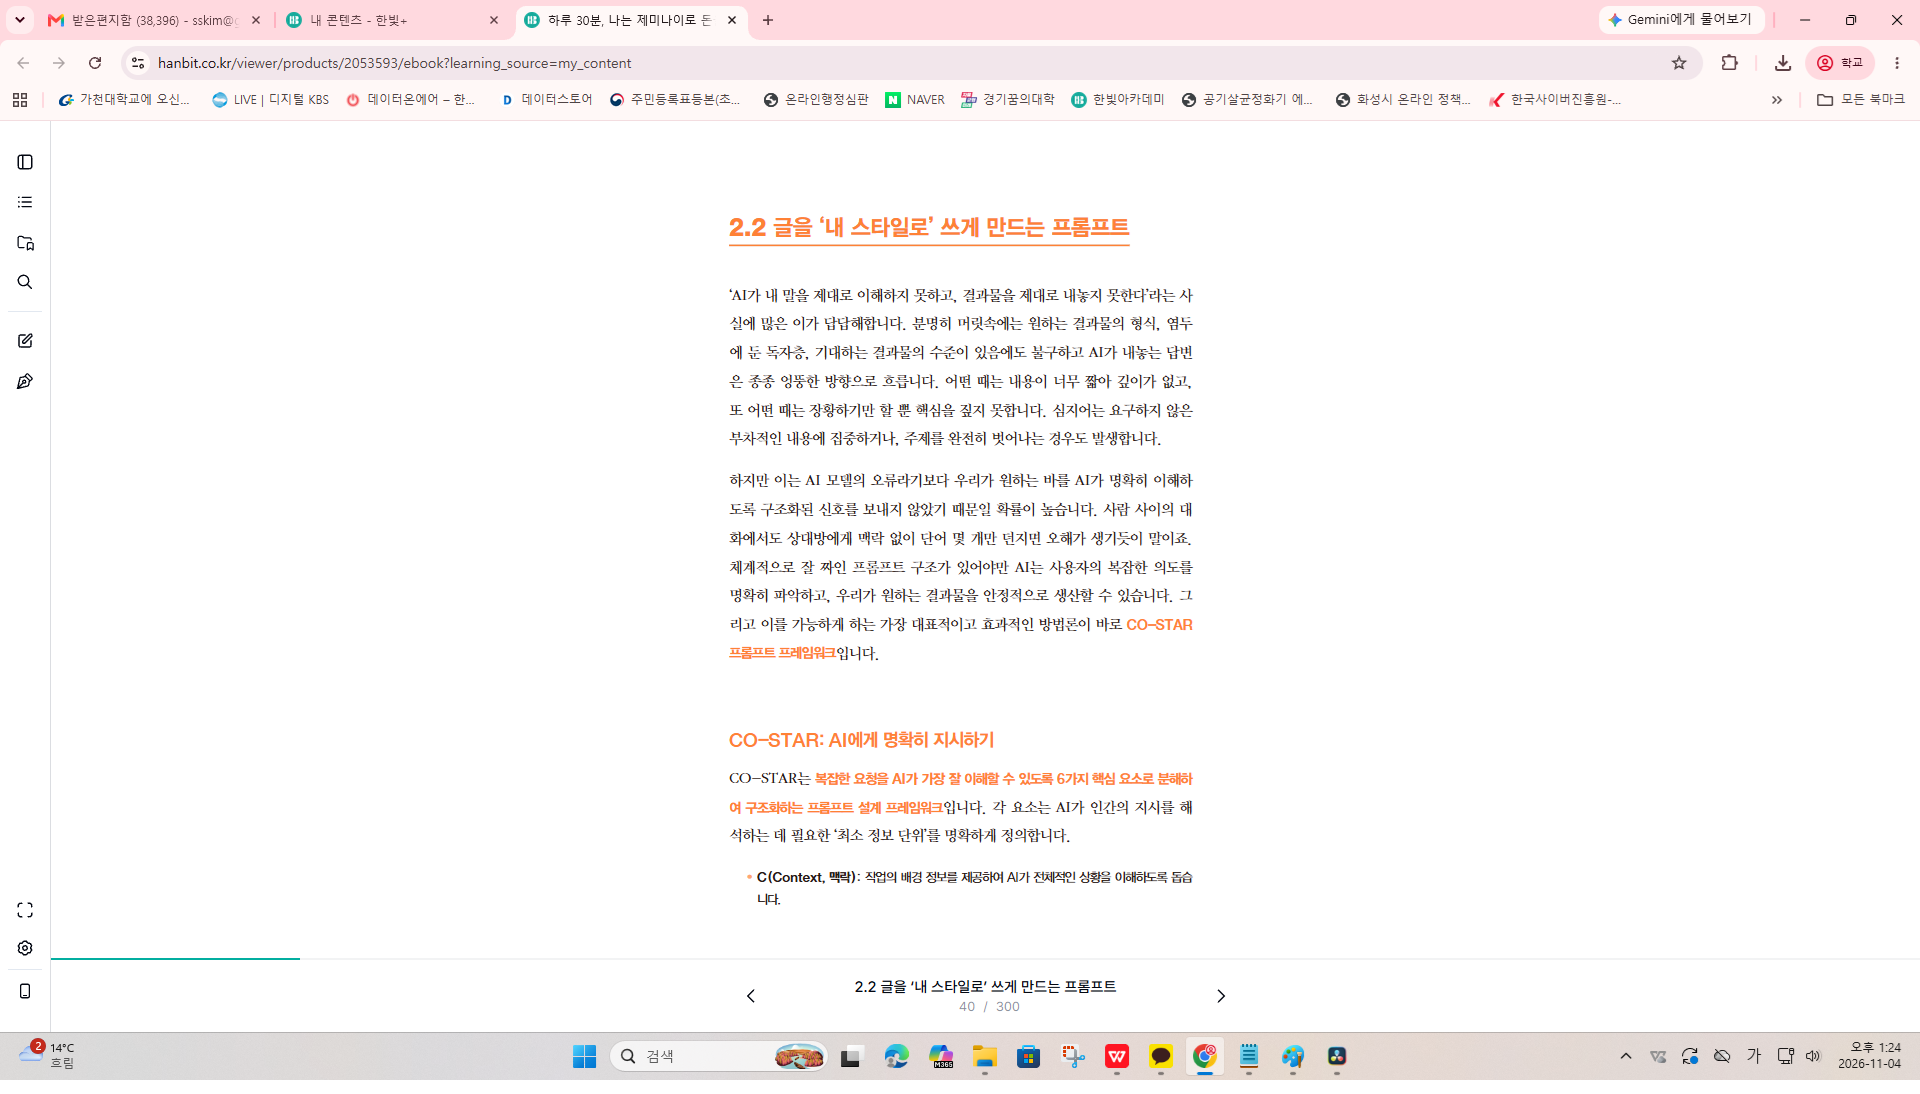 받은편지함 (38,396) - sskim@
내 콘텐츠 - 한빛+
하루 30분, 나는 제미나이로 돈
Gemini에게 물어보기
hanbit.co.kr/viewer/products/2053593/ebook?learning_source=my_content
학교
가천대학교에 오신...
LIVE | 디지털 KBS
데이터온에어 – 한...
데이터스토어
주민등록표등본(초...
온라인행정심판
NAVER
경기꿈의대학
한빛아카데미
공기살균정화기 에...
화성시 온라인 정책...
한국사이버진흥원-...
모든 북마크
2.2 글을 ‘내 스타일로’ 쓰게 만드는 프롬프트
‘AI가 내 말을 제대로 이해하지 못하고, 결과물을 제대로 내놓지 못한다’라는 사
실에 많은 이가 답답해합니다. 분명히 머릿속에는 원하는 결과물의 형식, 염두
에 둔 독자층, 기대하는 결과물의 수준이 있음에도 불구하고 AI가 내놓는 답변
은 종종 엉뚱한 방향으로 흐릅니다. 어떤 때는 내용이 너무 짧아 깊이가 없고,
또 어떤 때는 장황하기만 할 뿐 핵심을 짚지 못합니다. 심지어는 요구하지 않은
부차적인 내용에 집중하거나, 주제를 완전히 벗어나는 경우도 발생합니다.
하지만 이는 AI 모델의 오류라기보다 우리가 원하는 바를 AI가 명확히 이해하
도록 구조화된 신호를 보내지 않았기 때문일 확률이 높습니다. 사람 사이의 대
화에서도 상대방에게 맥락 없이 단어 몇 개만 던지면 오해가 생기듯이 말이죠.
체계적으로 잘 짜인 프롬프트 구조가 있어야만 AI는 사용자의 복잡한 의도를
명확히 파악하고, 우리가 원하는 결과물을 안정적으로 생산할 수 있습니다. 그
리고 이를 가능하게 하는 가장 대표적이고 효과적인 방법론이 바로 CO-STAR
프롬프트 프레임워크입니다.
CO-STAR: AI에게 명확히 지시하기
CO-STAR는 복잡한 요청을 AI가 가장 잘 이해할 수 있도록 6가지 핵심 요소로 분해하
여 구조화하는 프롬프트 설계 프레임워크입니다. 각 요소는 AI가 인간의 지시를 해
석하는 데 필요한 ‘최소 정보 단위’를 명확하게 정의합니다.
• C(Context, 맥락): 작업의 배경 정보를 제공하여 AI가 전체적인 상황을 이해하도록 돕습
니다.
2.2 글을 ‘내 스타일로’ 쓰게 만드는 프롬프트
40 / 300
2
14°C
흐림
검색
M365
가
오후 1:24
2026-11-04